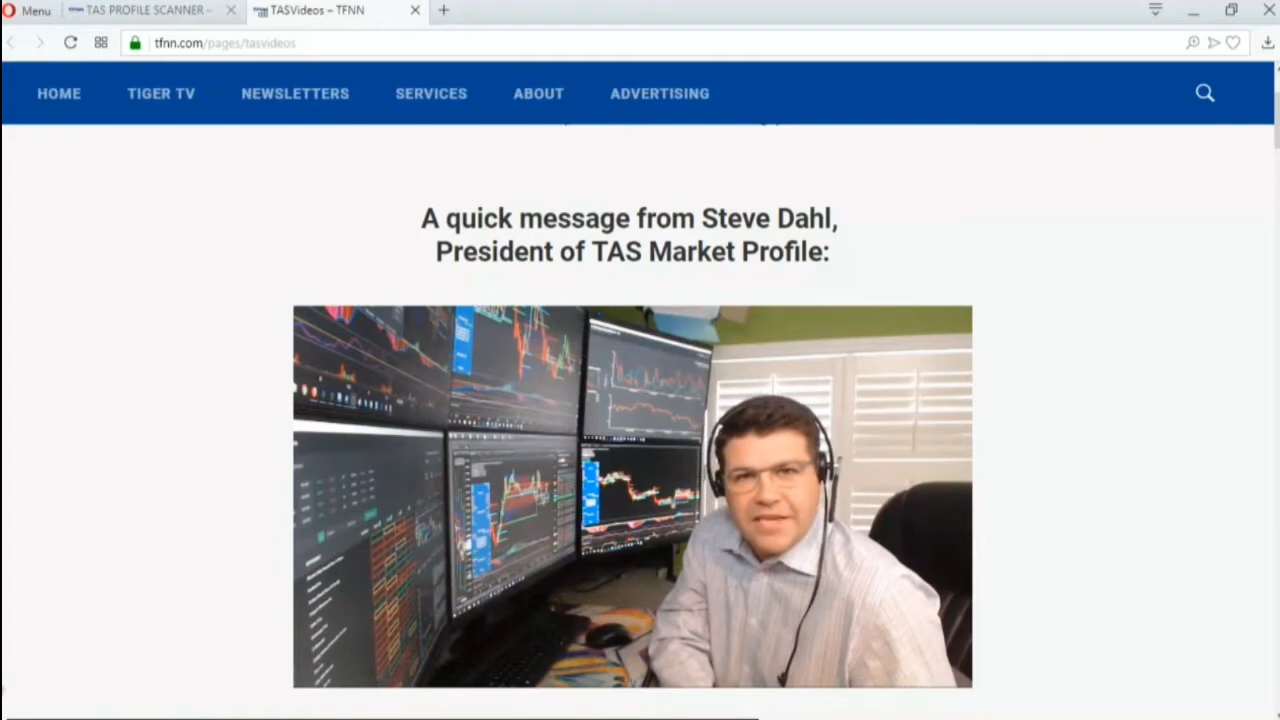 Menu
TAS PROFILE SCANNER –
TASVideos – TFNN
tfnn.com/pages/tasvideos
HOME
TIGER TV
NEWSLETTERS
SERVICES
ABOUT
ADVERTISING
A quick message from Steve Dahl,
President of TAS Market Profile: